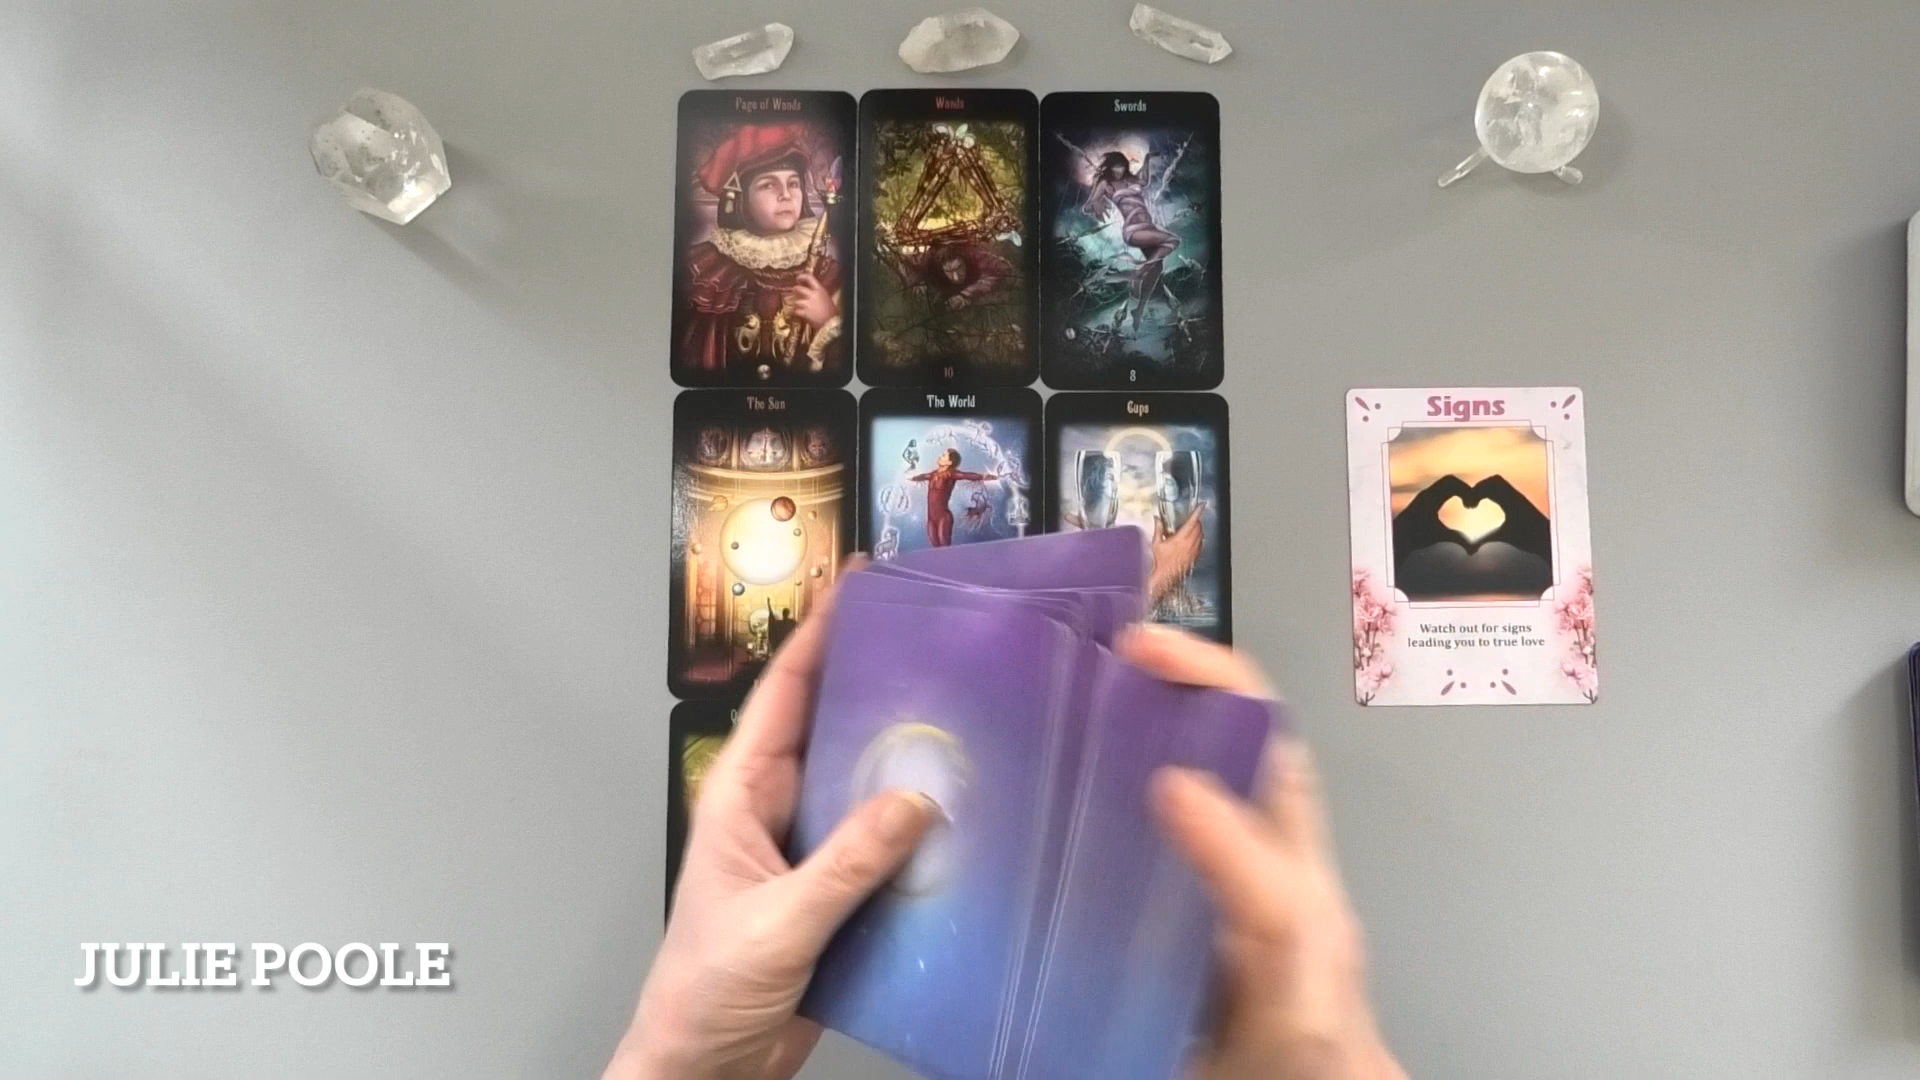 Page of Wands
Wands
Swords
10
8
The Sun
The World
Cups
Signs
Watch out for signs
leading you to true love
JULIE POOLE